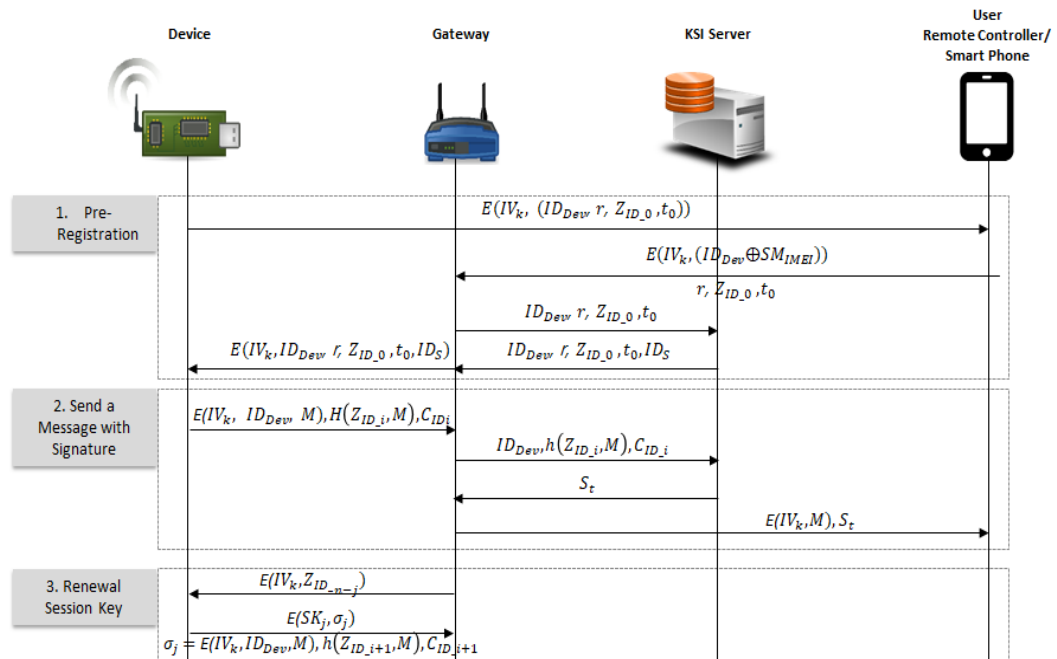 Device
Gateway
KSI Server
User
Remote Controller/
Smart Phone
1. Pre-
Registration
E(IV_k, (ID_Dev, r, Z_ID_0 ,t_0))
E(IV_k,(ID_Dev⊕SM_IMEI))
r, Z_ID_0 ,t_0
ID_Dev, r, Z_ID_0 ,t_0
E(IV_k,ID_Dev, r, Z_ID_0 ,t_0,ID_S)
ID_Dev, r, Z_ID_0 ,t_0,ID_S
2. Send a
Message with
Signature
E(IV_k, ID_Dev, M),H(Z_ID_i,M),C_IDi
ID_Dev,h(Z_ID_i,M),C_ID_i
S_t
E(IV_k,M),S_t
3. Renewal
Session Key
E(IV_k,Z_ID_n-j)
E(SK_j,σ_j)
σ_j = E(IV_k,ID_Dev,M),h(Z_ID_i+1,M),C_ID_i+1